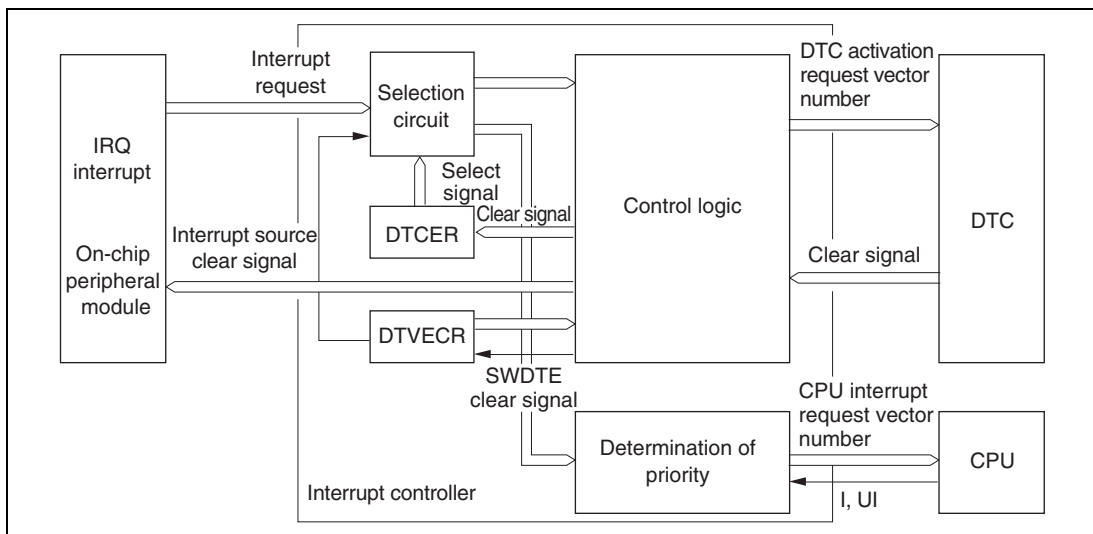 Interrupt
request
Selection
circuit
DTC activation
request vector
number
IRQ
interrupt
On-chip
peripheral
module
Select
signal
Control logic
DTC
DTCER
Clear signal
Interrupt source
clear signal
Clear signal
DTVECR
SWDTE
clear signal
CPU interrupt
request vector
number
Determination of
priority
CPU
I, UI
Interrupt controller